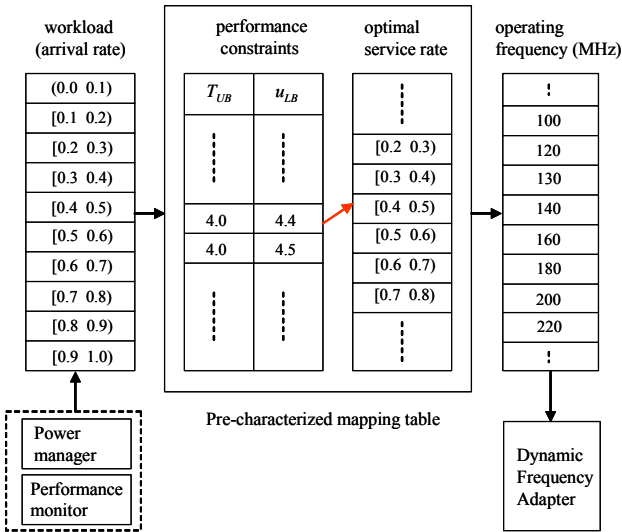 workload
(arrival rate)
performance
constraints
optimal
service rate
operating
frequency (MHz)
(0.0 0.1)
[0.1 0.2)
[0.2 0.3)
[0.3 0.4)
[0.4 0.5)
[0.5 0.6)
[0.6 0.7)
[0.7 0.8)
[0.8 0.9)
[0.9 1.0)
T_UB
u_LB
4.0
4.4
4.0
4.5
[0.2 0.3)
[0.3 0.4)
[0.4 0.5)
[0.5 0.6)
[0.6 0.7)
[0.7 0.8)
100
120
130
140
160
180
200
220
Pre-characterized mapping table
Power
manager
Performance
monitor
Dynamic
Frequency
Adapter